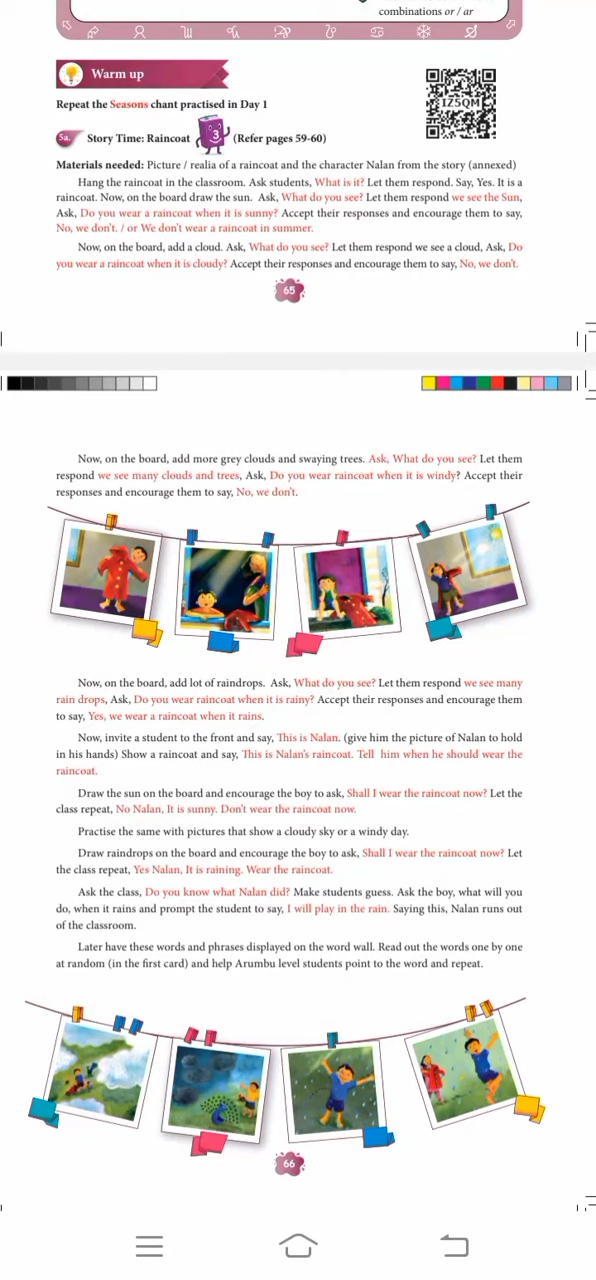 combinations or / ar
Warm up
IZ5QM
Repeat the Seasons chant practised in Day 1
5a. Story Time: Raincoat 3 (Refer pages 59-60)
Materials needed: Picture / realia of a raincoat and the character Nalan from the story (annexed)
Hang the raincoat in the classroom. Ask students, What is it? Let them respond. Say, Yes. It is a
raincoat. Now, on the board draw the sun. Ask, What do you see? Let them respond we see the Sun,
Ask, Do you wear a raincoat when it is sunny? Accept their responses and encourage them to say,
No, we don't. / or We don't wear a raincoat in summer.
Now, on the board, add a cloud. Ask, What do you see? Let them respond we see a cloud, Ask, Do
you wear a raincoat when it is cloudy? Accept their responses and encourage them to say, No, we don't.
65
Now, on the board, add more grey clouds and swaying trees. Ask, What do you see? Let them
respond we see many clouds and trees, Ask, Do you wear raincoat when it is windy? Accept their
responses and encourage them to say, No, we don't.
Now, on the board, add lot of raindrops. Ask, What do you see? Let them respond we see many
rain drops, Ask, Do you wear raincoat when it is rainy? Accept their responses and encourage them
to say, Yes, we wear a raincoat when it rains.
Now, invite a student to the front and say, This is Nalan. (give him the picture of Nalan to hold
in his hands) Show a raincoat and say, This is Nalan's raincoat. Tell him when he should wear the
raincoat.
Draw the sun on the board and encourage the boy to ask, Shall I wear the raincoat now? Let the
class repeat, No Nalan, It is sunny. Don't wear the raincoat now.
Practise the same with pictures that show a cloudy sky or a windy day.
Draw raindrops on the board and encourage the boy to ask, Shall I wear the raincoat now? Let
the class repeat, Yes Nalan, It is raining. Wear the raincoat.
Ask the class, Do you know what Nalan did? Make students guess. Ask the boy, what will you
do, when it rains and prompt the student to say, I will play in the rain. Saying this, Nalan runs out
of the classroom.
Later have these words and phrases displayed on the word wall. Read out the words one by one
at random (in the first card) and help Arumbu level students point to the word and repeat.
66